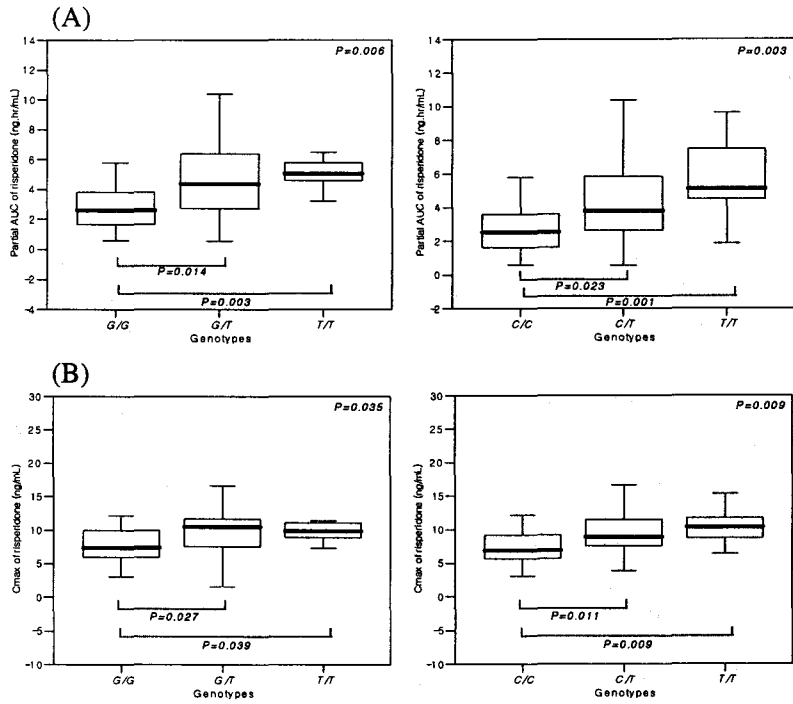 (A)
P=0.006
14
12
10
8
6
4
2
0
-2
-4
Partial AUC of risperidone (ng.hr/mL)
P=0.014
P=0.003
G/G G/T T/T
Genotypes
P=0.003
14
12
10
8
6
4
2
0
-2
Partial AUC of risperidone (ng.hr/mL)
P=0.023
P=0.001
C/C C/T T/T
Genotypes
(B)
P=0.035
30
25
20
15
10
5
0
-5
-10
Cmax of risperidone (ng/mL)
P=0.027
P=0.039
G/G G/T T/T
Genotypes
P=0.009
30
25
20
15
10
5
0
-5
-10
Cmax of risperidone (ng/mL)
P=0.011
P=0.009
C/C C/T T/T
Genotypes